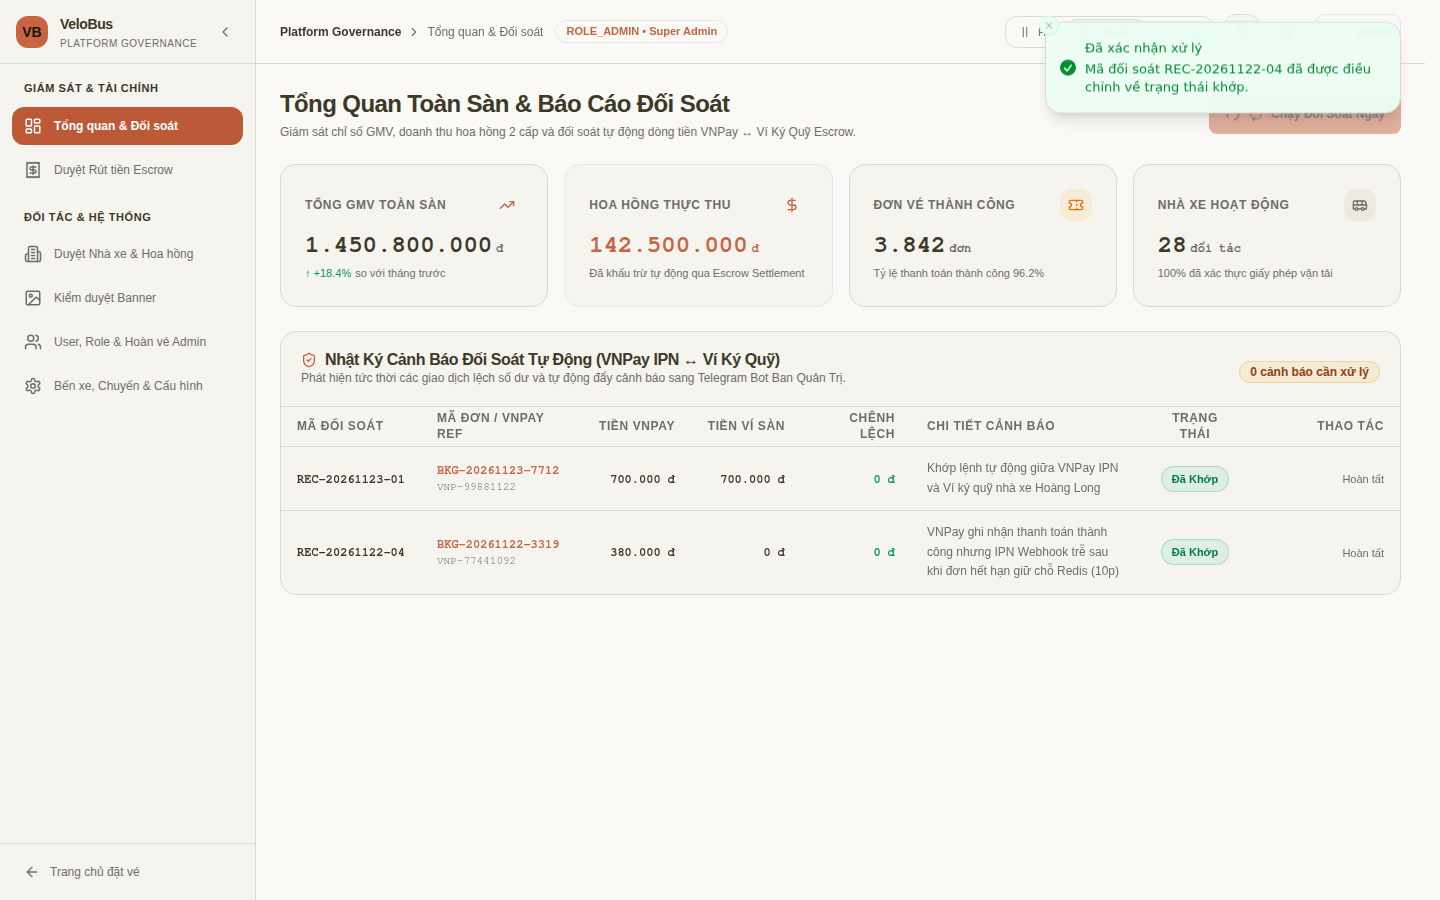 VB
VeloBus
PLATFORM GOVERNANCE
GIÁM SÁT & TÀI CHÍNH
Tổng quan & Đối soát
Duyệt Rút tiền Escrow
ĐỐI TÁC & HỆ THỐNG
Duyệt Nhà xe & Hoa hồng
Kiểm duyệt Banner
User, Role & Hoàn vé Admin
Bến xe, Chuyến & Cấu hình
Trang chủ đặt vé
Platform Governance
Tổng quan & Đối soát
ROLE_ADMIN • Super Admin
Đã xác nhận xử lý
Mã đối soát REC-20261122-04 đã được điều
chỉnh về trạng thái khớp.
Tổng Quan Toàn Sàn & Báo Cáo Đối Soát
Giám sát chỉ số GMV, doanh thu hoa hồng 2 cấp và đối soát tự động dòng tiền VNPay ↔ Ví Ký Quỹ Escrow.
Chạy Đối Soát Ngay
TỔNG GMV TOÀN SÀN
1.450.800.000 đ
↑ +18.4% so với tháng trước
HOA HỒNG THỰC THU
142.500.000 đ
Đã khấu trừ tự động qua Escrow Settlement
ĐƠN VÉ THÀNH CÔNG
3.842 đơn
Tỷ lệ thanh toán thành công 96.2%
NHÀ XE HOẠT ĐỘNG
28 đối tác
100% đã xác thực giấy phép vận tải
Nhật Ký Cảnh Báo Đối Soát Tự Động (VNPay IPN ↔ Ví Ký Quỹ)
Phát hiện tức thời các giao dịch lệch số dư và tự động đẩy cảnh báo sang Telegram Bot Ban Quản Trị.
0 cảnh báo cần xử lý
MÃ ĐỐI SOÁT
MÃ ĐƠN / VNPAY
REF
TIỀN VNPAY
TIỀN VÍ SÀN
CHÊNH
LỆCH
CHI TIẾT CẢNH BÁO
TRẠNG
THÁI
THAO TÁC
REC-20261123-01
BKG-20261123-7712
VNP-99881122
700.000 đ
700.000 đ
0 đ
Khớp lệnh tự động giữa VNPay IPN
và Ví ký quỹ nhà xe Hoàng Long
Đã Khớp
Hoàn tất
REC-20261122-04
BKG-20261122-3319
VNP-77441092
380.000 đ
0 đ
0 đ
VNPay ghi nhận thanh toán thành
công nhưng IPN Webhook trễ sau
khi đơn hết hạn giữ chỗ Redis (10p)
Đã Khớp
Hoàn tất